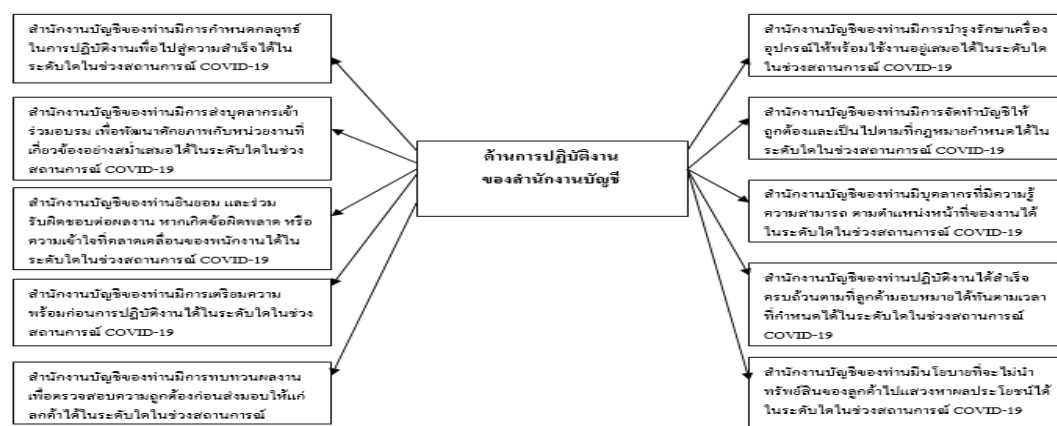 สำนักงานบัญชีของท่านมีการกำหนดกลยุทธ์
ในการปฏิบัติงานเพื่อไปสู่ความสำเร็จได้ใน
ระดับใดในช่วงสถานการณ์ COVID-19
สำนักงานบัญชีของท่านมีการส่งบุคลากรเข้า
ร่วมอบรม เพื่อพัฒนาศักยภาพกับหน่วยงานที่
เกี่ยวข้องอย่างสม่ำเสมอได้ในระดับใดในช่วง
สถานการณ์ COVID-19
สำนักงานบัญชีของท่านยินยอม และร่วม
รับผิดชอบต่อผลงาน หากเกิดข้อผิดพลาด หรือ
ความเข้าใจที่คลาดเคลื่อนของพนักงานได้ใน
ระดับใดในช่วงสถานการณ์ COVID-19
สำนักงานบัญชีของท่านมีการเตรียมความ
พร้อมก่อนการปฏิบัติงานได้ในระดับใดในช่วง
สถานการณ์ COVID-19
สำนักงานบัญชีของท่านมีการทบทวนผลงาน
เพื่อตรวจสอบความถูกต้องก่อนส่งมอบให้แก่
ลูกค้าได้ในระดับใดในช่วงสถานการณ์
ด้านการปฏิบัติงาน
ของสำนักงานบัญชี
สำนักงานบัญชีของท่านมีการบำรุงรักษาเครื่อง
อุปกรณ์ให้พร้อมใช้งานอยู่เสมอได้ในระดับใด
ในช่วงสถานการณ์ COVID-19
สำนักงานบัญชีของท่านมีการจัดทำบัญชีให้
ถูกต้องและเป็นไปตามที่กฎหมายกำหนดได้ใน
ระดับใดในช่วงสถานการณ์ COVID-19
สำนักงานบัญชีของท่านมีบุคลากรที่มีความรู้
ความสามารถ ตามตำแหน่งหน้าที่ของงานได้
ในระดับใดในช่วงสถานการณ์ COVID-19
สำนักงานบัญชีของท่านปฏิบัติงานได้สำเร็จ
ครบถ้วนตามที่ลูกค้ามอบหมายได้ทันตามเวลา
ที่กำหนดได้ในระดับใดในช่วงสถานการณ์
COVID-19
สำนักงานบัญชีของท่านมีนโยบายที่จะไม่นำ
ทรัพย์สินของลูกค้าไปแสวงหาผลประโยชน์ได้
ในระดับใดในช่วงสถานการณ์ COVID-19